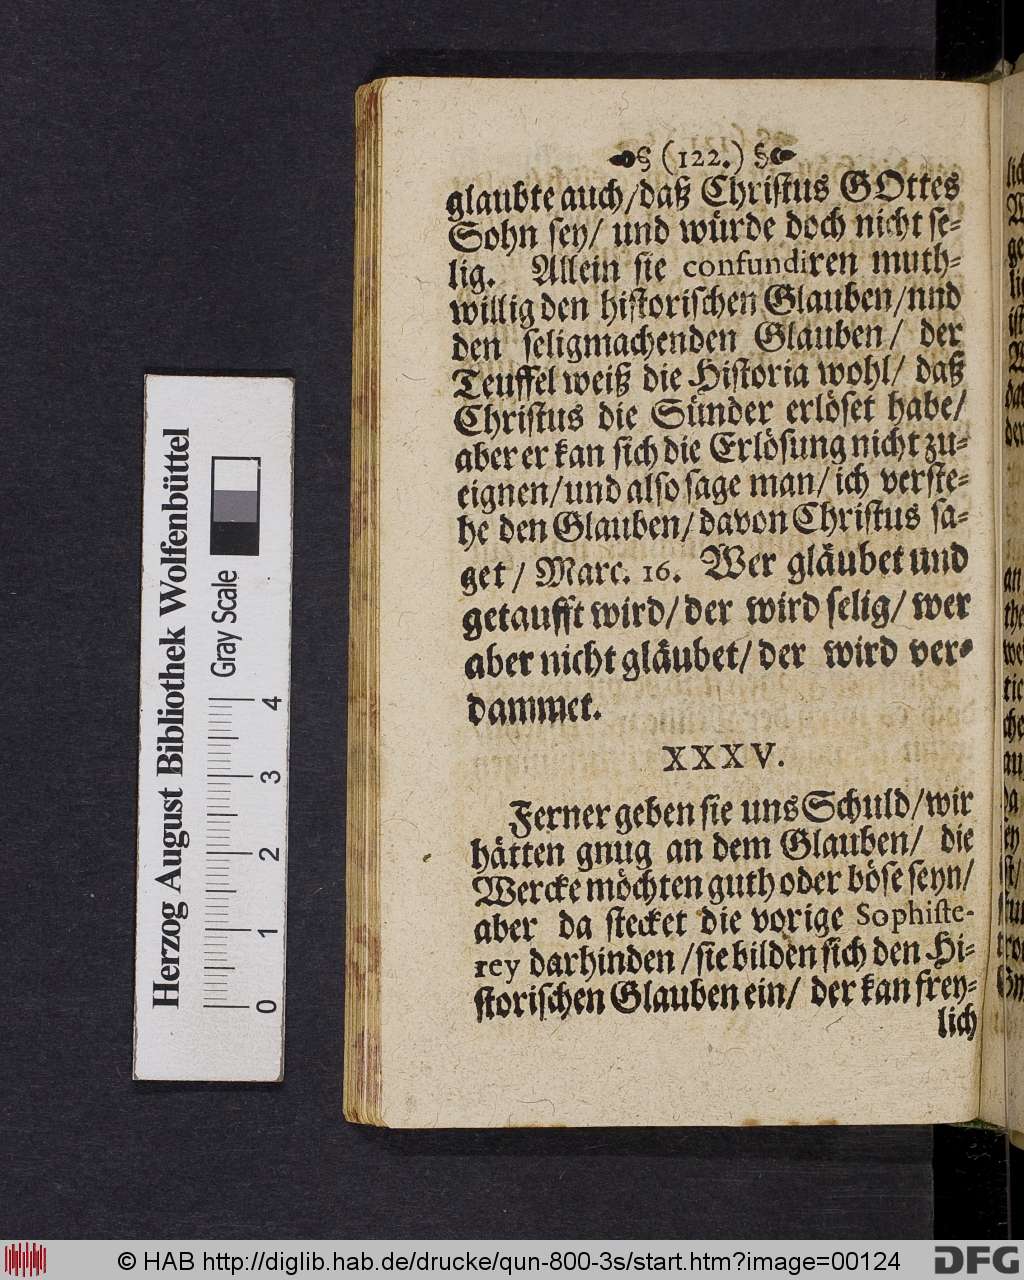 (122.)
glaubte auch/daß Christus GOttes
Sohn sey/ und würde doch nicht se-
lig. Allein sie confundiren muth-
willig den historischen Glauben/nnd
den seligmachenden Glauben/ der
Teuffel weiß die Historia wohl/ daß
Christus die Sünder erlöset habe/
aber er kan sich die Erlösung nicht zu-
eignen/und also sage man/ ich verste-
he den Glauben/davon Christus sa-
get/ Marc. 16. Wer gläubet und
getaufft wird/der wird selig/ wer
aber nicht gläubet/der wird ver-
dammet.
XXXV.
Ferner geben sie uns Schuld/wir
hätten gnug an dem Glauben/ die
Wercke möchten guth oder böse seyn/
aber da stecket die vorige Sophiste-
rey darhinden/sie bilden sich den Hi-
storischen Glauben ein/ der kan frey-
lich
Herzog August Bibliothek Wolfenbüttel
Gray Scale
0 1 2 3 4
© HAB http://diglib.hab.de/drucke/qun-800-3s/start.htm?image=00124
DFG